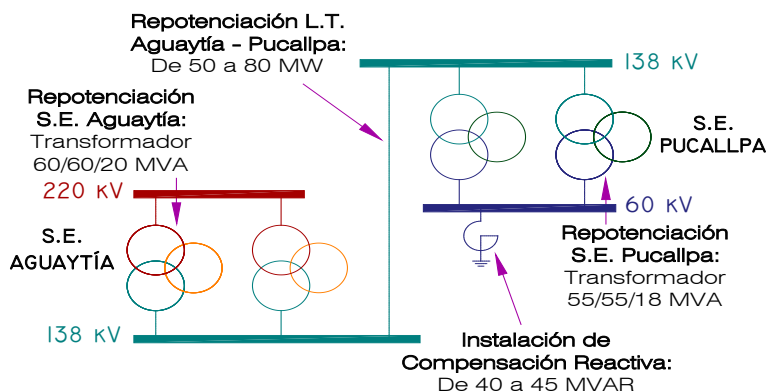 Repotenciación L.T.
Aguaytía - Pucallpa:
De 50 a 80 MW
138 KV
Repotenciación
S.E. Aguaytía:
Transformador
60/60/20 MVA
S.E.
PUCALLPA
220 KV
60 KV
S.E.
AGUAYTÍA
Repotenciación
S.E. Pucallpa:
Transformador
55/55/18 MVA
138 KV
Instalación de
Compensación Reactiva:
De 40 a 45 MVAR